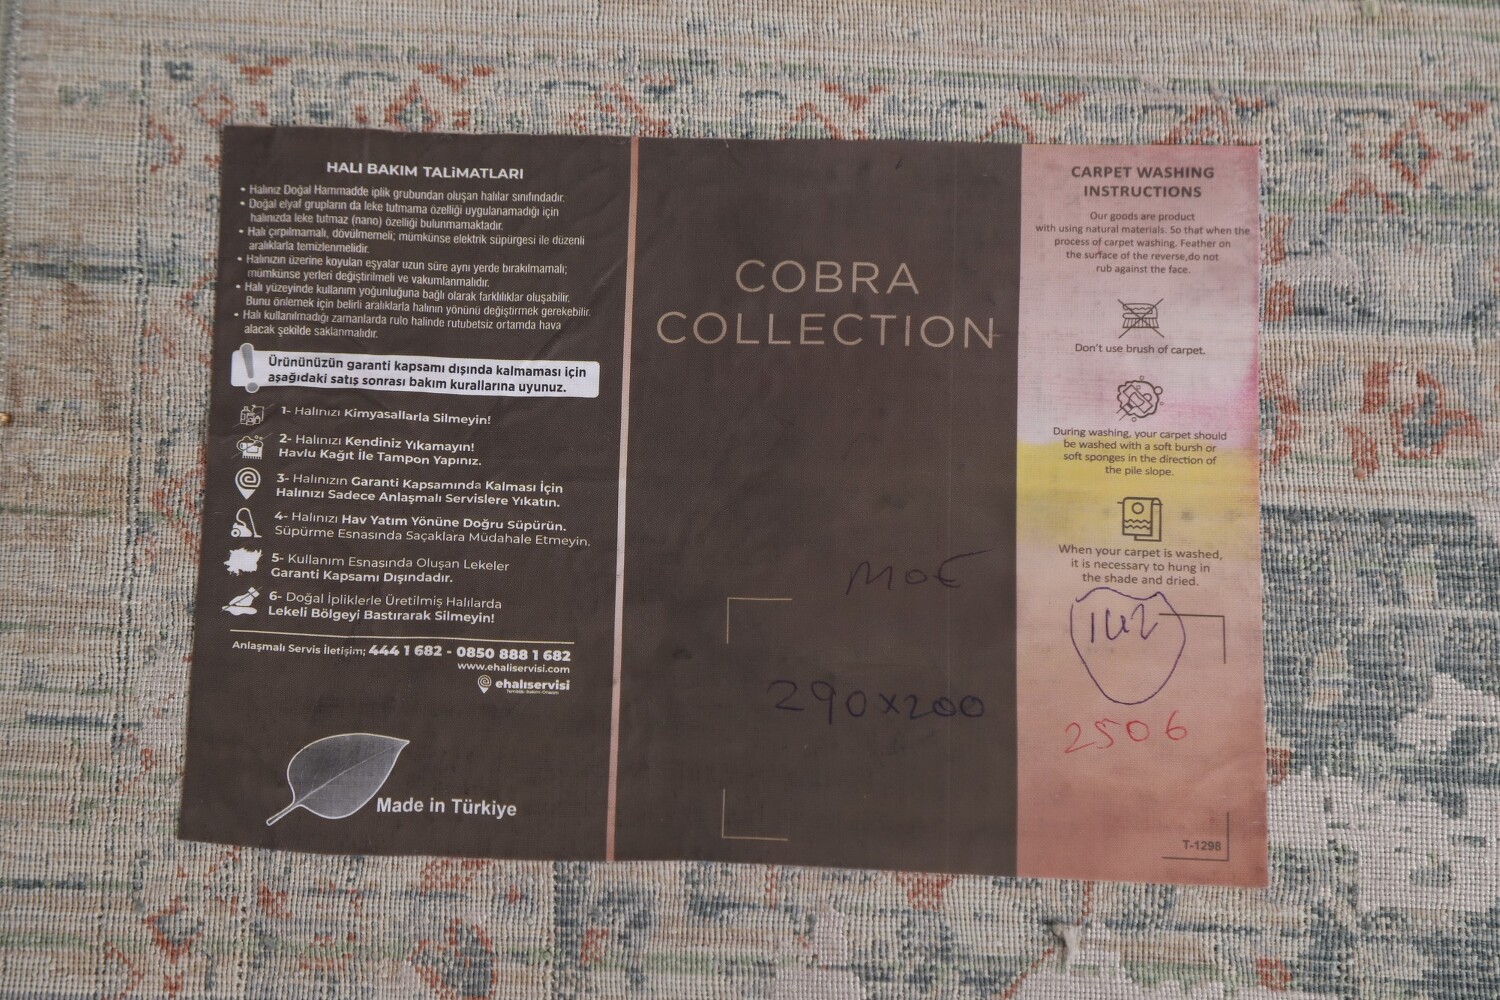 HALI BAKIM TALİMATLARI
• Halınız Doğal Hammadde iplik grubundan oluşan halılar sınıfındadır.
• Doğal elyaf grupların da leke tutmama özelliği uygulanamadığı için
halınızda leke tutmaz (nano) özelliği bulunmamaktadır.
• Halı çırpılmamalı, dövülmemeli; mümkünse elektrik süpürgesi ile düzenli
aralıklarla temizlenmelidir.
• Halınızın üzerine koyulan eşyalar uzun süre aynı yerde bırakılmamalı;
mümkünse yerleri değiştirilmeli ve vakumlanmalıdır.
• Halı yüzeyinde kullanım yoğunluğuna bağlı olarak farklılıklar oluşabilir.
Bunu önlemek için belirli aralıklarla halının yönünü değiştirmek gerekebilir.
• Halı kullanılmadığı zamanlarda rulo halinde rutubetsiz ortamda hava
alacak şekilde saklanmalıdır.
Ürününüzün garanti kapsamı dışında kalmaması için
aşağıdaki satış sonrası bakım kurallarına uyunuz.
1- Halınızı Kimyasallarla Silmeyin!
2- Halınızı Kendiniz Yıkamayın!
Havlu Kağıt İle Tampon Yapınız.
3- Halınızın Garanti Kapsamında Kalması İçin
Halınızı Sadece Anlaşmalı Servislere Yıkatın.
4- Halınızı Hav Yatım Yönüne Doğru Süpürün.
Süpürme Esnasında Saçaklara Müdahale Etmeyin.
5- Kullanım Esnasında Oluşan Lekeler
Garanti Kapsamı Dışındadır.
6- Doğal İpliklerle Üretilmiş Halılarda
Lekeli Bölgeyi Bastırarak Silmeyin!
Anlaşmalı Servis İletişim; 444 1 682 - 0850 888 1 682
www.ehaliservisi.com
ehalıservisi
Made in Türkiye
COBRA
COLLECTION
MOE
290x200
CARPET WASHING
INSTRUCTIONS
Our goods are product
with using natural materials. So that when the
process of carpet washing. Feather on
the surface of the reverse,do not
rub against the face.
Don't use brush of carpet.
During washing, your carpet should
be washed with a soft bursh or
soft sponges in the direction of
the pile slope.
When your carpet is washed,
it is necessary to hung in
the shade and dried.
142
2506
T-1298